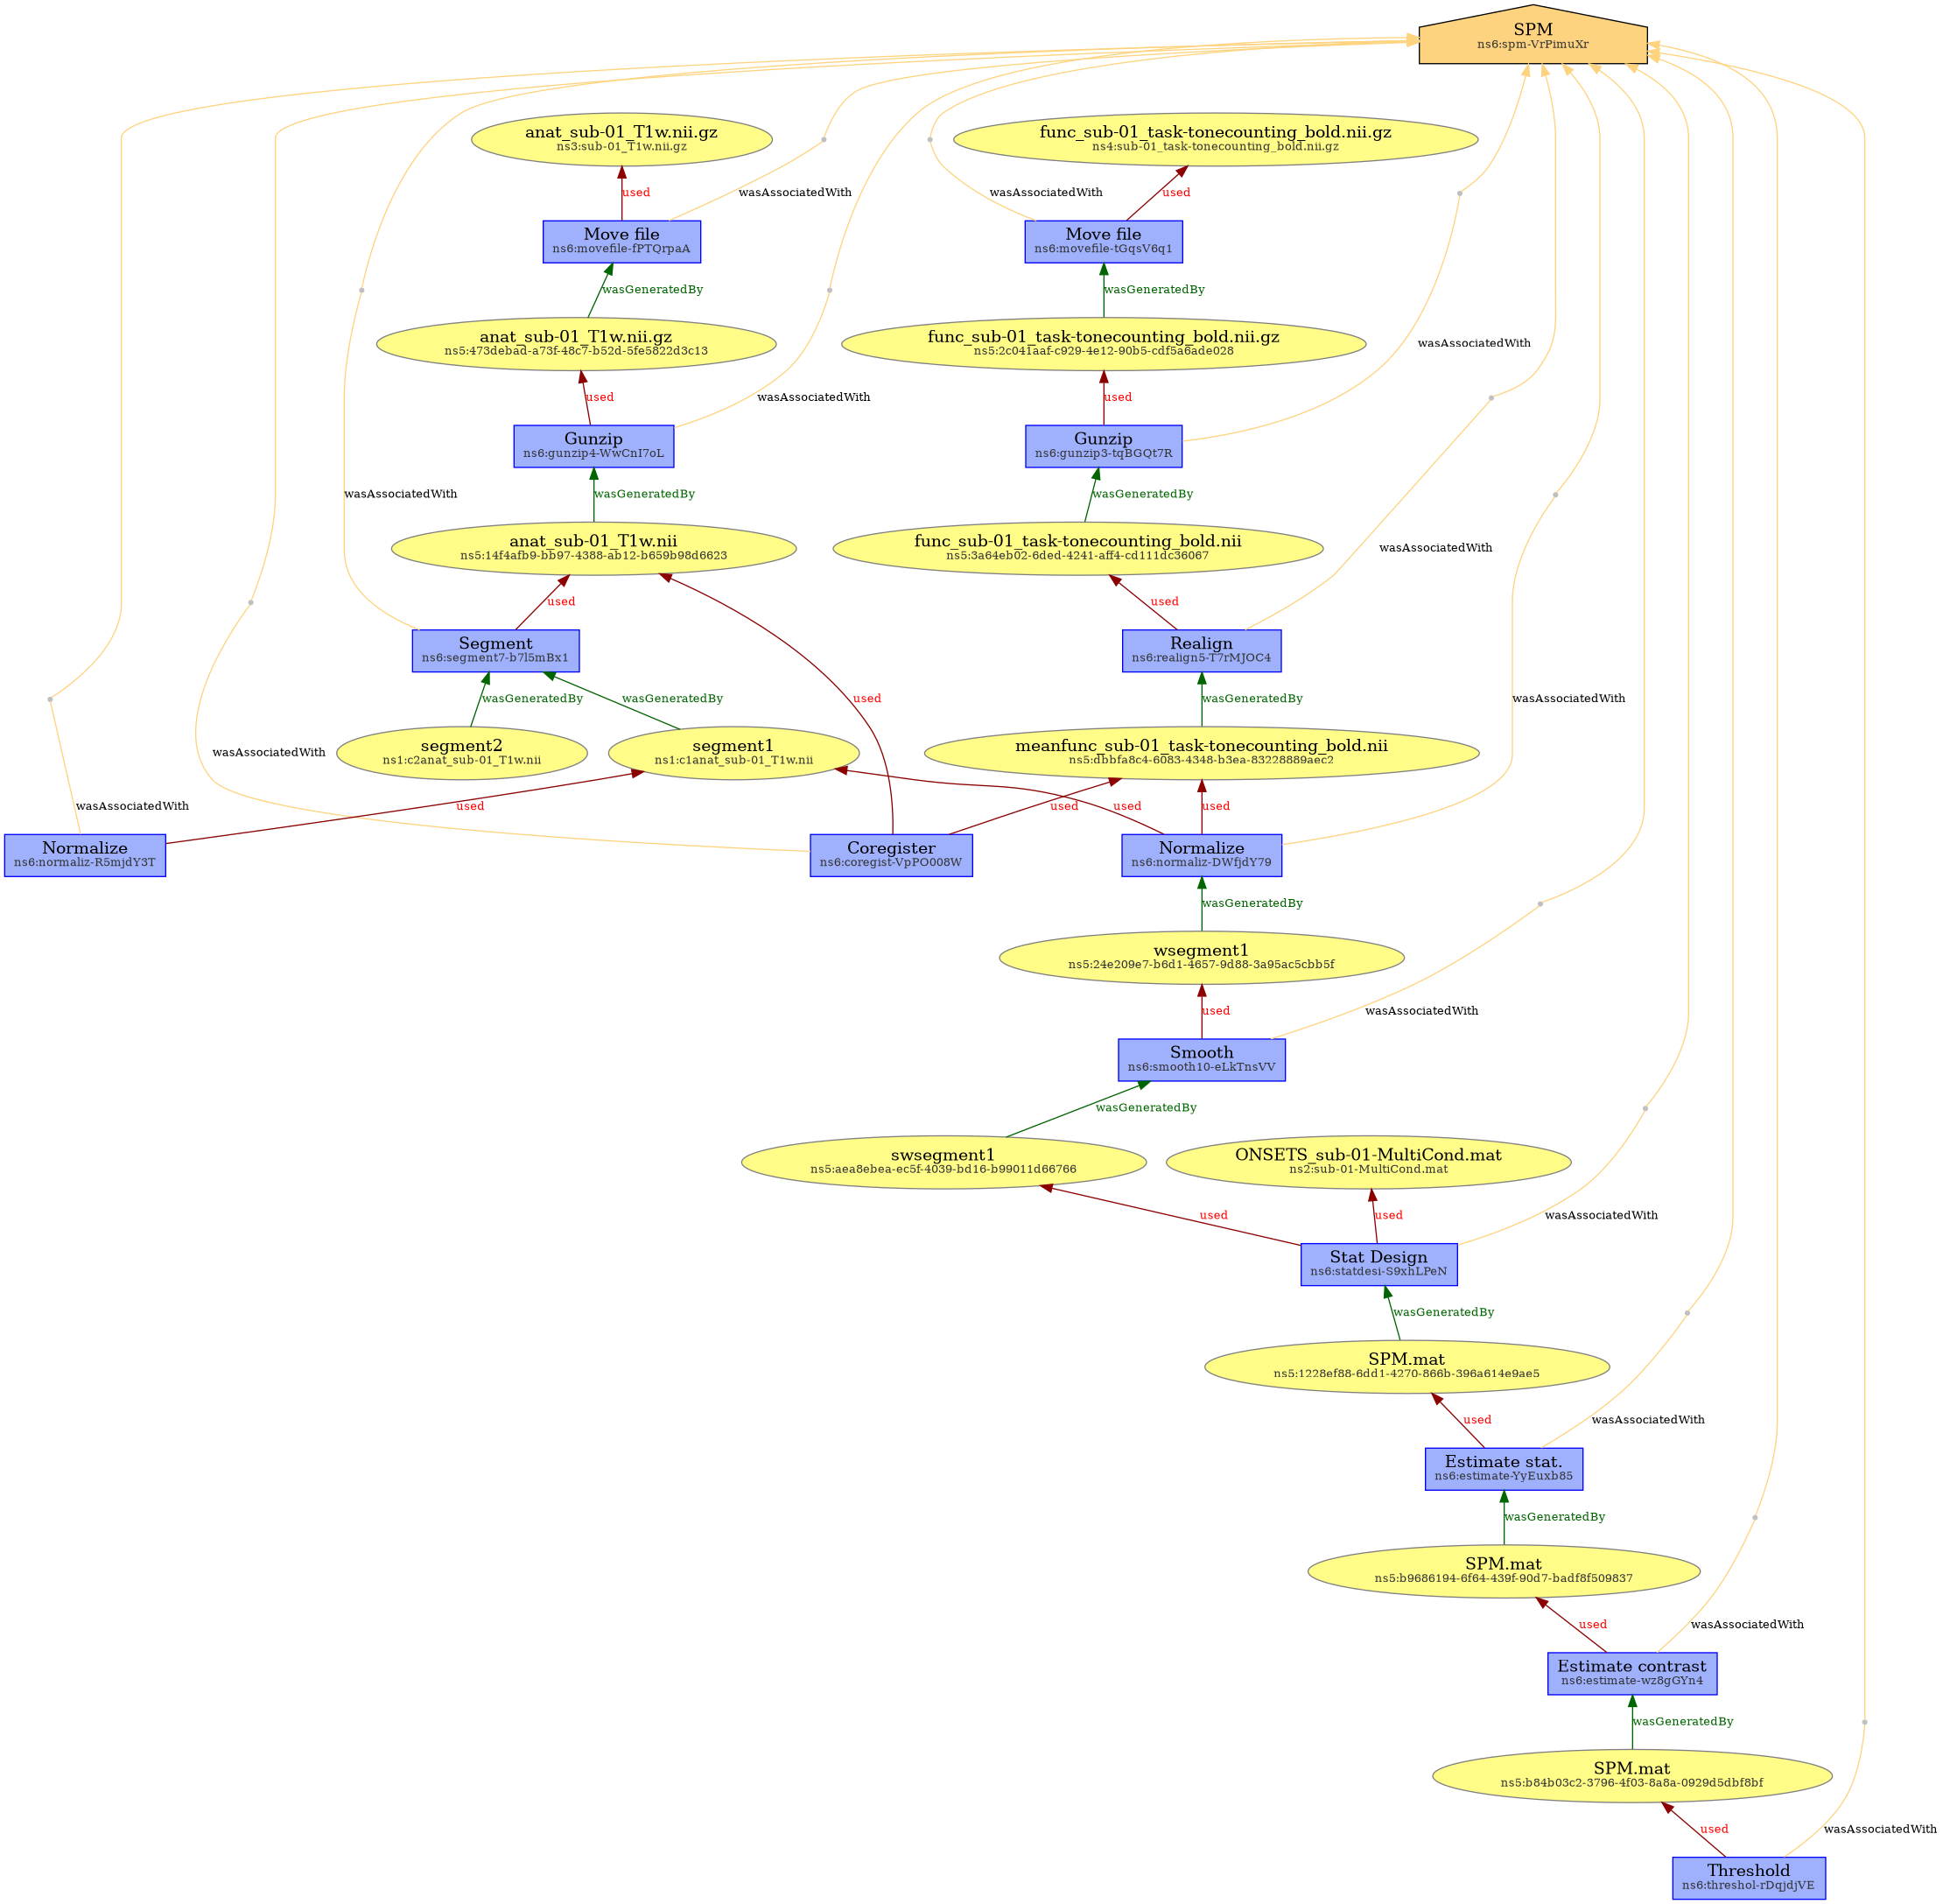 SPM
ns6:spm-VrPimuXr
anat_sub-01_T1w.nii.gz
ns3:sub-01_T1w.nii.gz
func_sub-01_task-tonecounting_bold.nii.gz
ns4:sub-01_task-tonecounting_bold.nii.gz
used
wasAssociatedWith
wasAssociatedWith
used
Move file
ns6:movefile-fPTQrpaA
Move file
ns6:movefile-tGqsV6q1
wasGeneratedBy
wasGeneratedBy
anat_sub-01_T1w.nii.gz
ns5:473debad-a73f-48c7-b52d-5fe5822d3c13
func_sub-01_task-tonecounting_bold.nii.gz
ns5:2c041aaf-c929-4e12-90b5-cdf5a6ade028
wasAssociatedWith
used
wasAssociatedWith
used
Gunzip
ns6:gunzip4-WwCnI7oL
Gunzip
ns6:gunzip3-tqBGQt7R
wasAssociatedWith
wasGeneratedBy
wasGeneratedBy
anat_sub-01_T1w.nii
ns5:14f4afb9-bb97-4388-ab12-b659b98d6623
func_sub-01_task-tonecounting_bold.nii
ns5:3a64eb02-6ded-4241-aff4-cd111dc36067
wasAssociatedWith
used
used
Segment
ns6:segment7-b7l5mBx1
Realign
ns6:realign5-T7rMJOC4
wasGeneratedBy
wasGeneratedBy
used
wasGeneratedBy
wasAssociatedWith
wasAssociatedWith
segment2
ns1:c2anat_sub-01_T1w.nii
segment1
ns1:c1anat_sub-01_T1w.nii
meanfunc_sub-01_task-tonecounting_bold.nii
ns5:dbbfa8c4-6083-4348-b3ea-83228889aec2
wasAssociatedWith
used
used
used
used
Normalize
ns6:normaliz-R5mjdY3T
Coregister
ns6:coregist-VpPO008W
Normalize
ns6:normaliz-DWfjdY79
wasGeneratedBy
wsegment1
ns5:24e209e7-b6d1-4657-9d88-3a95ac5cbb5f
used
wasAssociatedWith
Smooth
ns6:smooth10-eLkTnsVV
wasGeneratedBy
swsegment1
ns5:aea8ebea-ec5f-4039-bd16-b99011d66766
ONSETS_sub-01-MultiCond.mat
ns2:sub-01-MultiCond.mat
used
used
wasAssociatedWith
Stat Design
ns6:statdesi-S9xhLPeN
wasGeneratedBy
SPM.mat
ns5:1228ef88-6dd1-4270-866b-396a614e9ae5
used
wasAssociatedWith
Estimate stat.
ns6:estimate-YyEuxb85
wasGeneratedBy
SPM.mat
ns5:b9686194-6f64-439f-90d7-badf8f509837
used
wasAssociatedWith
Estimate contrast
ns6:estimate-wz8gGYn4
wasGeneratedBy
SPM.mat
ns5:b84b03c2-3796-4f03-8a8a-0929d5dbf8bf
used
wasAssociatedWith
Threshold
ns6:threshol-rDqjdjVE